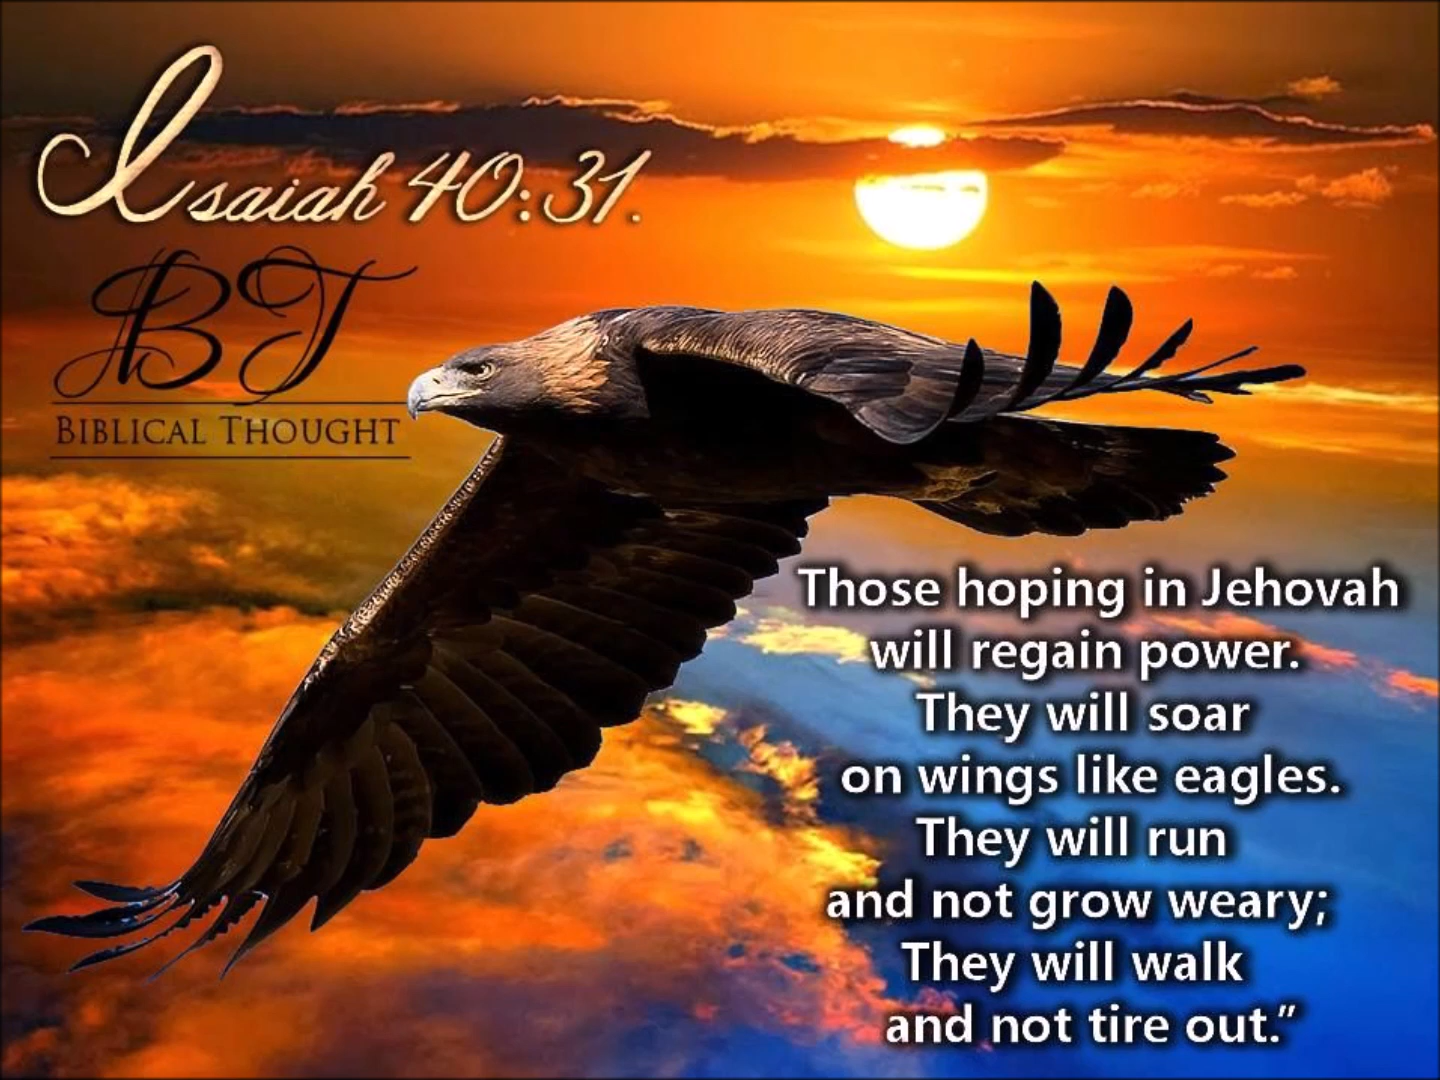 Isaiah 40:31.
BT
BIBLICAL THOUGHT
Those hoping in Jehovah
will regain power.
They will soar
on wings like eagles.
They will run
and not grow weary;
They will walk
and not tire out.”